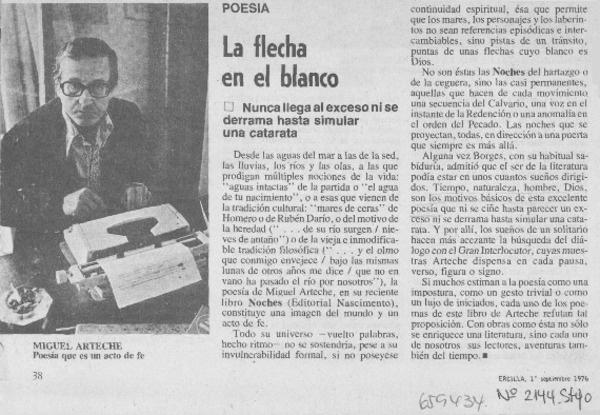 POESIA
La flecha
en el blanco
□ Nunca llega al exceso ni se
derrama hasta simular
una catarata
Desde las aguas del mar a las de la sed,
las lluvias, los ríos y las olas, a las que
prodigan múltiples nociones de la vida:
"aguas intactas" de la partida o "el agua
de tu nacimiento", o a esas que vienen de
la tradición cultural: "mares de ceras" de
Homero o de Rubén Darío, o del motivo de
la heredad (" . . . de su río surgen / nie-
ves de antaño") o de la vieja e inmodifica-
ble tradición filosófica (" . . . y el olmo
que conmigo envejece / bajo las mismas
lunas de otros años me dice / que no en
vano ha pasado el río por nosotros"), la
poesía de Miguel Arteche, en su reciente
libro Noches (Editorial Nascimento),
constituye una imagen del mundo y un
acto de fe.
Todo su universo —vuelto palabras,
hecho ritmo— no se sostendría, pese a su
invulnerabilidad formal, si no poseyese
continuidad espiritual, ésa que permite
que los mares, los personajes y los laberin-
tos no sean referencias episódicas e inter-
cambiables, sino pistas de un tránsito,
puntas de unas flechas cuyo blanco es
Dios.
No son éstas las Noches del hartazgo o
de la ceguera, sino las casi permanentes,
aquellas que hacen de cada movimiento
una secuencia del Calvario, una voz en el
instante de la Redención o una anomalía en
el orden del Pecado. Las noches que se
proyectan, todas, en dirección a una puerta
que siempre es más allá.
Alguna vez Borges, con su habitual sa-
biduría, admitió que el ser de la literatura
podía estar en unos cuantos sueños dirigi-
dos. Tiempo, naturaleza, hombre, Dios,
son los motivos básicos de esta excelente
poesía que ni se ciñe hasta parecer un ex-
ceso ni se derrama hasta simular una cata-
rata. Y por allí, los sueños de un solitario
hacen más acezante la búsqueda del diá-
logo con el Gran Interlocutor, cuyas mues-
tras Arteche dispensa en cada pausa,
verso, figura o signo.
Si muchos estiman a la poesía como una
impostura, como un gesto trivial o como
un lujo de iniciados, cada uno de los poe-
mas de este libro de Arteche refutan tal
proposición. Con obras como ésta no sólo
se enriquece una literatura, sino cada uno
de nosotros sus lectores, aventuras tam-
bién del tiempo. ■
MIGUEL ARTECHE
Poesía que es un acto de fe
38
ERCILLA, 1° septiembre 1976
659434. Nº 2144 Stgo